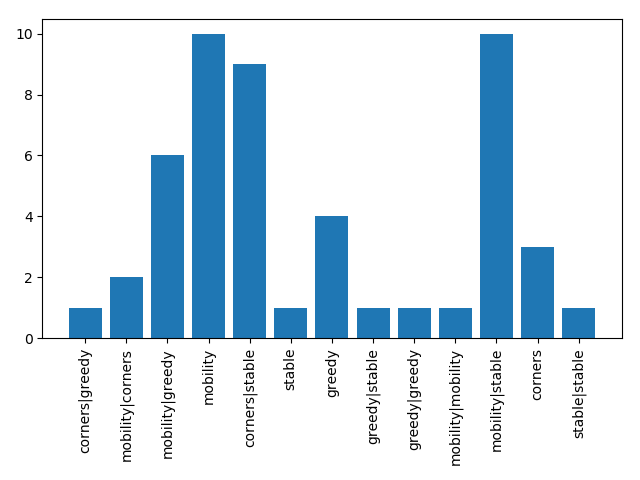 10
8
6
4
2
0
corners|greedy
mobility|corners
mobility|greedy
mobility
corners|stable
stable
greedy
greedy|stable
greedy|greedy
mobility|mobility
mobility|stable
corners
stable|stable